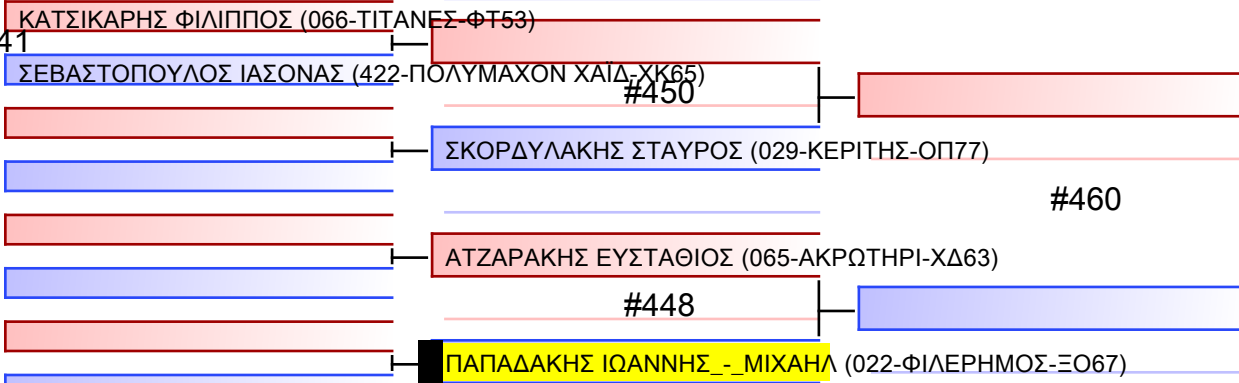 ΚΑΤΣΙΚΑΡΗΣ ΦΙΛΙΠΠΟΣ (066-ΤΙΤΑΝΕΣ-ΦΤ53)
41
ΣΕΒΑΣΤΟΠΟΥΛΟΣ ΙΑΣΟΝΑΣ (422-ΠΟΛΥΜΑΧΟΝ ΧΑΪΔ-ΧΚ65)
#450
ΣΚΟΡΔΥΛΑΚΗΣ ΣΤΑΥΡΟΣ (029-ΚΕΡΙΤΗΣ-ΟΠ77)
#460
ΑΤΖΑΡΑΚΗΣ ΕΥΣΤΑΘΙΟΣ (065-ΑΚΡΩΤΗΡΙ-ΧΔ63)
#448
ΠΑΠΑΔΑΚΗΣ ΙΩΑΝΝΗΣ_-_ΜΙΧΑΗΛ (022-ΦΙΛΕΡΗΜΟΣ-ΞΟ67)